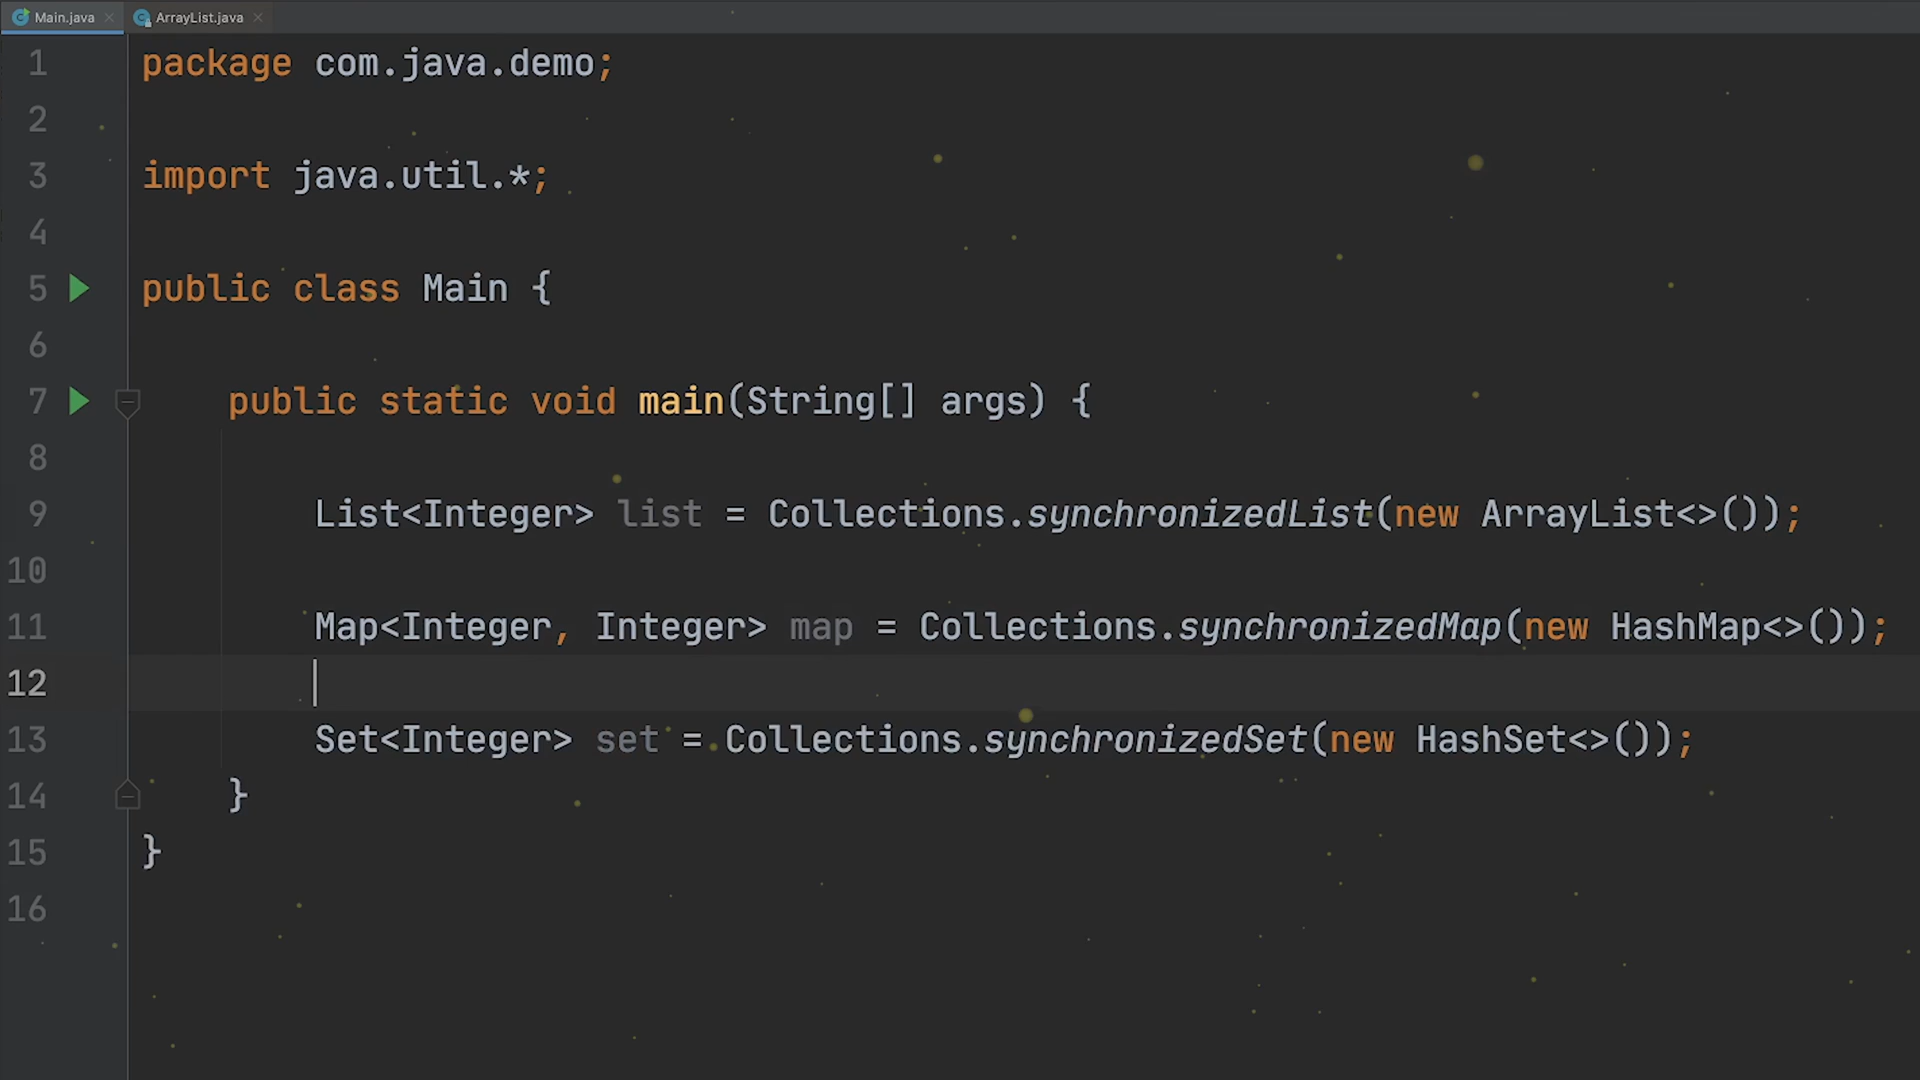 Main.java ArrayList.java
1 package com.java.demo;
2
3 import java.util.*;
4
5 public class Main {
6
7 public static void main(String[] args) {
8
9 List<Integer> list = Collections.synchronizedList(new ArrayList<>());
10
11 Map<Integer, Integer> map = Collections.synchronizedMap(new HashMap<>());
12
13 Set<Integer> set = Collections.synchronizedSet(new HashSet<>());
14 }
15 }
16